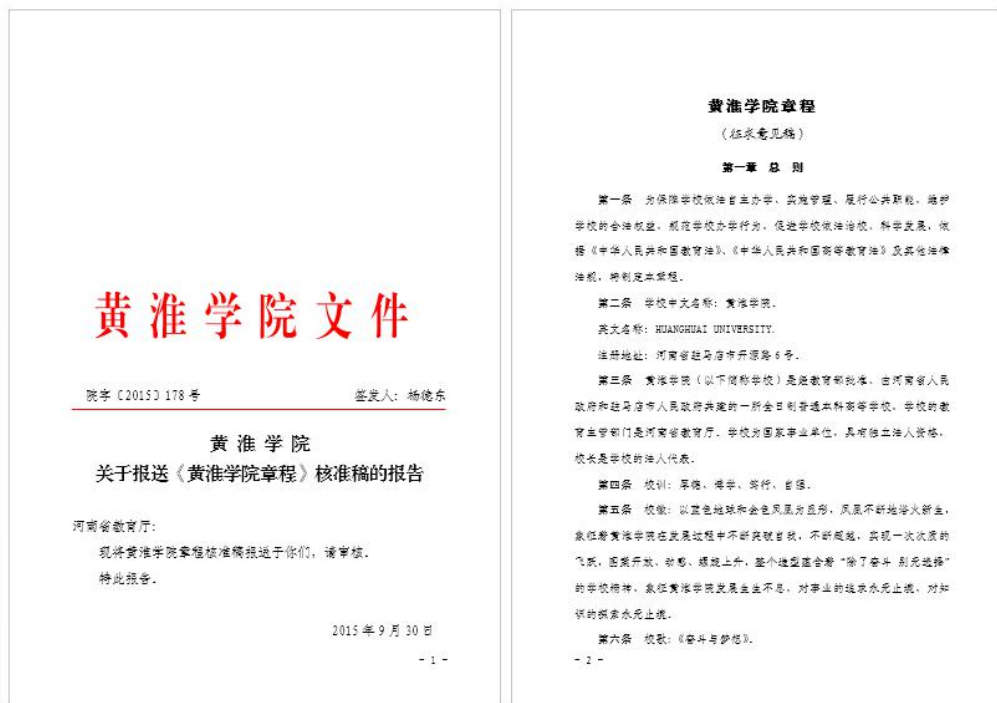 黄淮学院文件
院字〔2015〕178号 签发人：杨德东
黄淮学院
关于报送《黄淮学院章程》核准稿的报告
河南省教育厅：
现将黄淮学院章程核准稿报送于你们，请审核。
特此报告。
2015年9月30日
- 1 -
黄淮学院章程
（征求意见稿）
第一章 总 则
第一条 为保障学校依法自主办学、实施管理、履行公共职能，维护
学校的合法权益，规范学校办学行为，促进学校依法治校，科学发展，依
据《中华人民共和国教育法》、《中华人民共和国高等教育法》及其他法律
法规，特制定本章程。
第二条 学校中文名称：黄淮学院。
英文名称：HUANGHUAI UNIVERSITY.
注册地址：河南省驻马店市开源路6号。
第三条 黄淮学院（以下简称学校）是经教育部批准、由河南省人民
政府和驻马店市人民政府共建的一所全日制普通本科高等学校，学校的教
育主管部门是河南省教育厅。学校为国家事业单位，具有独立法人资格，
校长是学校的法人代表。
第四条 校训：厚德、博学、笃行、自强。
第五条 校徽：以蓝色地球和金色凤凰为图形，凤凰不断地浴火新生，
象征着黄淮学院在发展过程中不断突破自我，不断超越，实现一次次质的
飞跃，图案开放、动感、螺旋上升，整个造型蕴含着“除了奋斗 别无选择”
的学校精神，象征黄淮学院发展生生不息，对事业的追求永无止境，对知
识的探索永无止境。
第六条 校歌：《奋斗与梦想》。
- 2 -